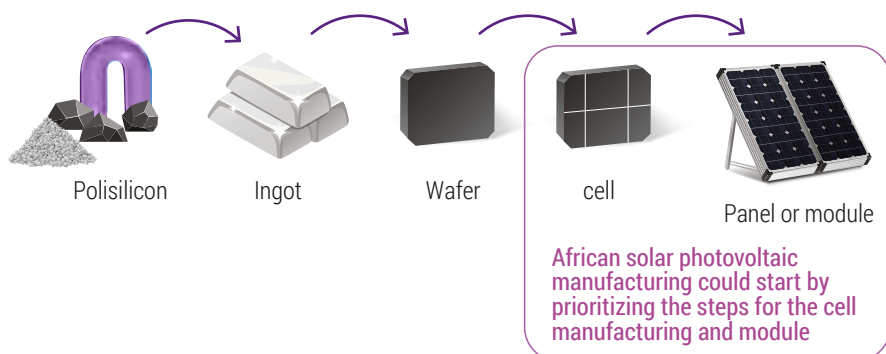 Polisilicon
Ingot
Wafer
cell
Panel or module
African solar photovoltaic
manufacturing could start by
prioritizing the steps for the cell
manufacturing and module